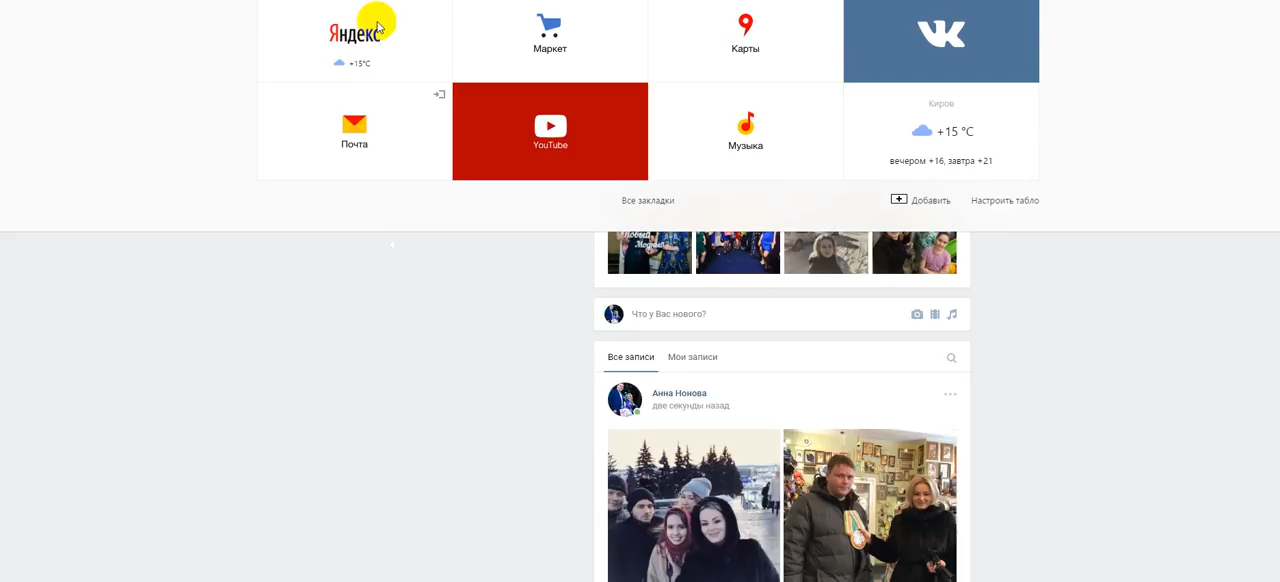 Яндекс
Маркет
Карты
+15°C
Почта
YouTube
Музыка
Киров
+15 °C
вечером +16, завтра +21
Все закладки
Добавить
Настроить табло
Что у Вас нового?
Все записи
Мои записи
Анна Нонова
две секунды назад